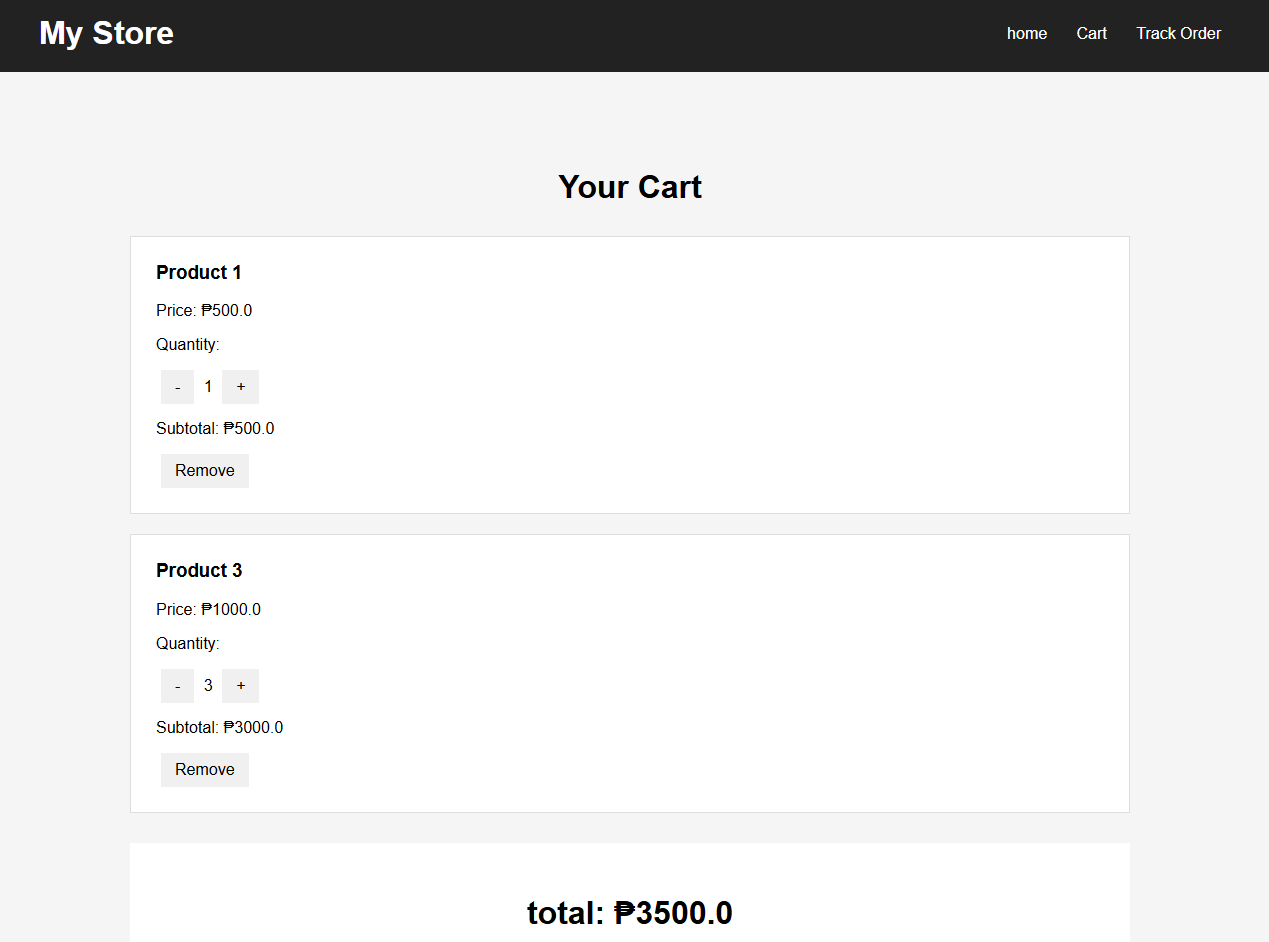 My Store
home Cart Track Order
Your Cart
Product 1
Price: ₱500.0
Quantity:
- 1 +
Subtotal: ₱500.0
Remove
Product 3
Price: ₱1000.0
Quantity:
- 3 +
Subtotal: ₱3000.0
Remove
total: ₱3500.0